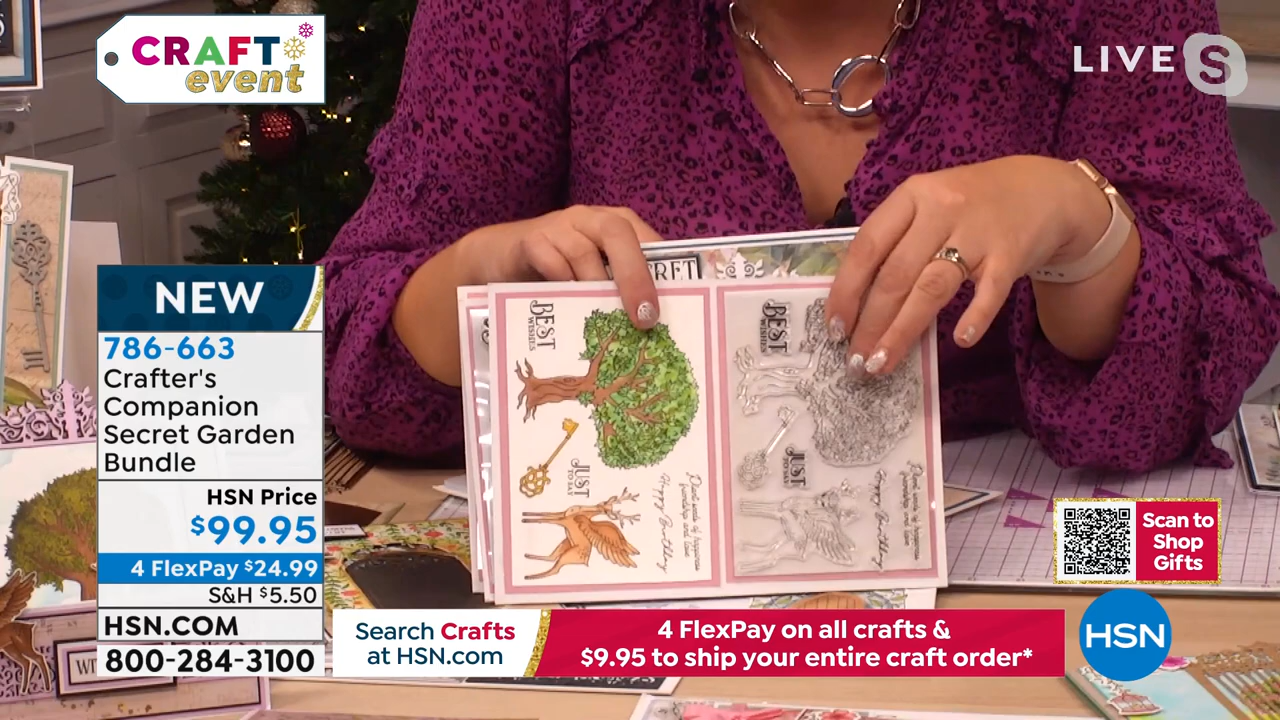 CRAFT
event
LIVE S
NEW
786-663
Crafter's
Companion
Secret Garden
Bundle
HSN Price
$99.95
4 FlexPay $24.99
S&H $5.50
HSN.COM
800-284-3100
BEST
WISHES
JUST
TO SAY
Happy Birthday
BEST
WISHES
JUST
TO SAY
Happy Birthday
Scan to
Shop
Gifts
Search Crafts
at HSN.com
4 FlexPay on all crafts &
$9.95 to ship your entire craft order*
HSN